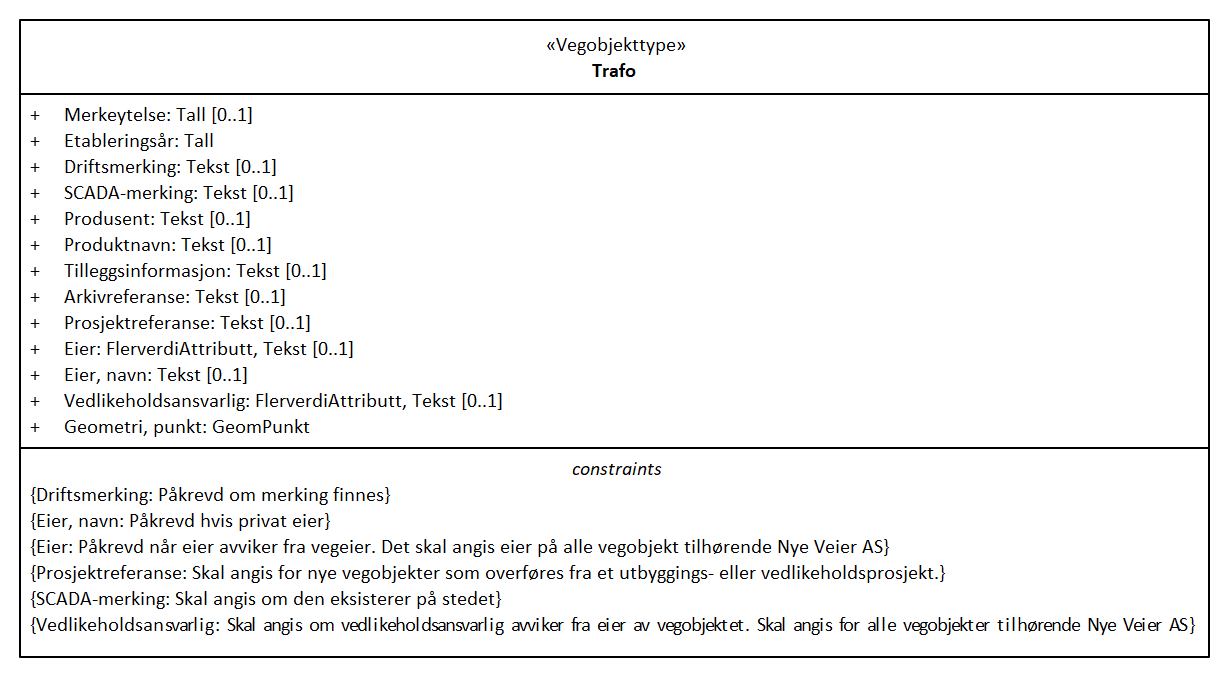 «Vegobjekttype»
Trafo
+ Merkeytelse: Tall [0..1]
+ Etableringsår: Tall
+ Driftsmerking: Tekst [0..1]
+ SCADA-merking: Tekst [0..1]
+ Produsent: Tekst [0..1]
+ Produktnavn: Tekst [0..1]
+ Tilleggsinformasjon: Tekst [0..1]
+ Arkivreferanse: Tekst [0..1]
+ Prosjektreferanse: Tekst [0..1]
+ Eier: FlerverdiAttributt, Tekst [0..1]
+ Eier, navn: Tekst [0..1]
+ Vedlikeholdsansvarlig: FlerverdiAttributt, Tekst [0..1]
+ Geometri, punkt: GeomPunkt
constraints
{Driftsmerking: Påkrevd om merking finnes}
{Eier, navn: Påkrevd hvis privat eier}
{Eier: Påkrevd når eier avviker fra vegeier. Det skal angis eier på alle vegobjekt tilhørende Nye Veier AS}
{Prosjektreferanse: Skal angis for nye vegobjekter som overføres fra et utbyggings- eller vedlikeholdsprosjekt.}
{SCADA-merking: Skal angis om den eksisterer på stedet}
{Vedlikeholdsansvarlig: Skal angis om vedlikeholdsansvarlig avviker fra eier av vegobjektet. Skal angis for alle vegobjekter tilhørende Nye Veier AS}